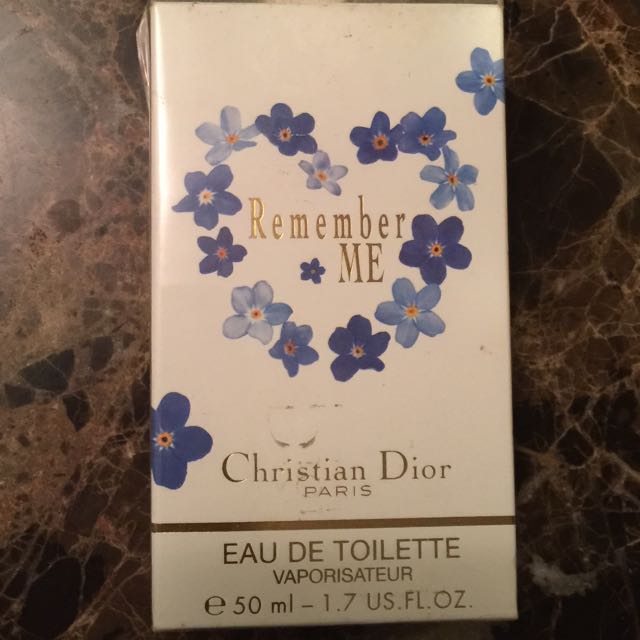 Remember
ME
Christian Dior
PARIS
EAU DE TOILETTE
VAPORISATEUR
℮ 50 ml – 1.7 US.FL.OZ.